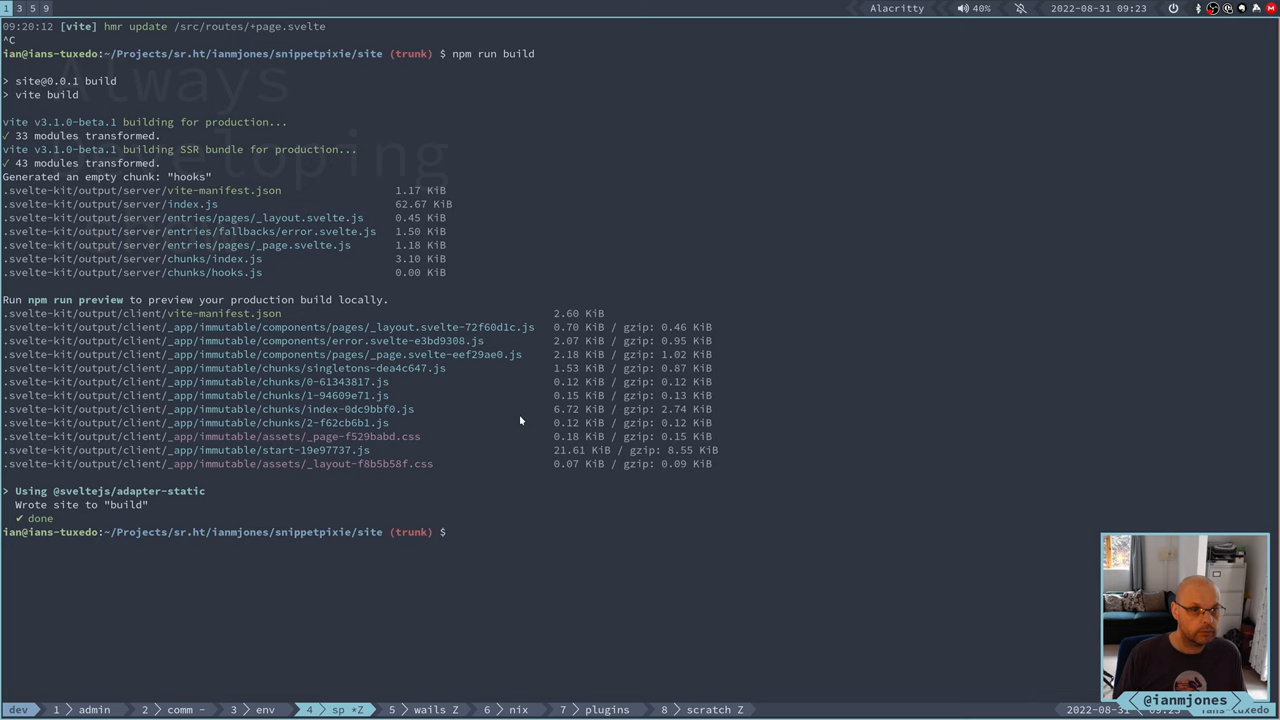 1 3 5 9 Alacritty 40% 2022-08-31 09:23
09:20:12 [vite] hmr update /src/routes/+page.svelte
^C
ian@ians-tuxedo:~/Projects/sr.ht/ianmjones/snippetpixie/site (trunk) $ npm run build
> site@0.0.1 build
> vite build
Always
vite v3.1.0-beta.1 building for production...
✓ 33 modules transformed.
vite v3.1.0-beta.1 building SSR bundle for production...
✓ 43 modules transformed.
Generated an empty chunk: "hooks"
.svelte-kit/output/server/vite-manifest.json 1.17 KiB
.svelte-kit/output/server/index.js 62.67 KiB
.svelte-kit/output/server/entries/pages/_layout.svelte.js 0.45 KiB
.svelte-kit/output/server/entries/fallbacks/error.svelte.js 1.50 KiB
.svelte-kit/output/server/entries/pages/_page.svelte.js 1.18 KiB
.svelte-kit/output/server/chunks/index.js 3.10 KiB
.svelte-kit/output/server/chunks/hooks.js 0.00 KiB
Run npm run preview to preview your production build locally.
.svelte-kit/output/client/vite-manifest.json 2.60 KiB
.svelte-kit/output/client/_app/immutable/components/pages/_layout.svelte-72f60d1c.js 0.70 KiB / gzip: 0.46 KiB
.svelte-kit/output/client/_app/immutable/components/error.svelte-e3bd9308.js 2.07 KiB / gzip: 0.95 KiB
.svelte-kit/output/client/_app/immutable/components/pages/_page.svelte-eef29ae0.js 2.18 KiB / gzip: 1.02 KiB
.svelte-kit/output/client/_app/immutable/chunks/singletons-dea4c647.js 1.53 KiB / gzip: 0.87 KiB
.svelte-kit/output/client/_app/immutable/chunks/0-61343817.js 0.12 KiB / gzip: 0.12 KiB
.svelte-kit/output/client/_app/immutable/chunks/1-94609e71.js 0.15 KiB / gzip: 0.13 KiB
.svelte-kit/output/client/_app/immutable/chunks/index-0dc9bbf0.js 6.72 KiB / gzip: 2.74 KiB
.svelte-kit/output/client/_app/immutable/chunks/2-f62cb6b1.js 0.12 KiB / gzip: 0.12 KiB
.svelte-kit/output/client/_app/immutable/assets/_page-f529babd.css 0.18 KiB / gzip: 0.15 KiB
.svelte-kit/output/client/_app/immutable/start-19e97737.js 21.61 KiB / gzip: 8.55 KiB
.svelte-kit/output/client/_app/immutable/assets/_layout-f8b5b58f.css 0.07 KiB / gzip: 0.09 KiB
> Using @sveltejs/adapter-static
Wrote site to "build"
✔ done
ian@ians-tuxedo:~/Projects/sr.ht/ianmjones/snippetpixie/site (trunk) $
@ianmjones
dev 1 admin 2 comm - 3 env 4 sp *Z 5 wails Z 6 nix 7 plugins 8 scratch Z 2022-08-31